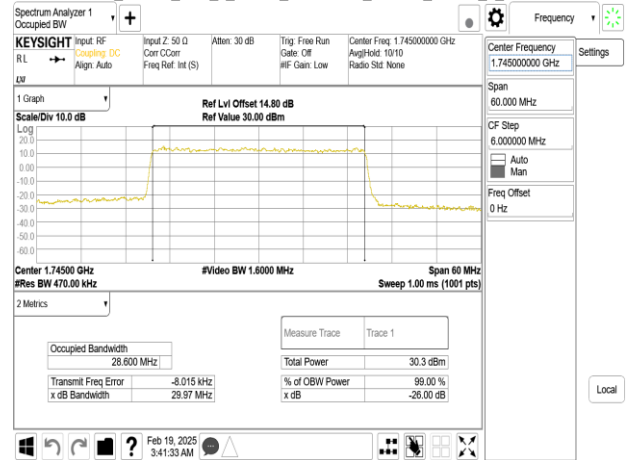 Spectrum Analyzer 1
Occupied BW
Frequency
KEYSIGHT
RL
Input: RF
Coupling: DC
Align: Auto
Input Z: 50 Ω
Corr CCorr
Freq Ref: Int (S)
Atten: 30 dB
Trig: Free Run
Gate: Off
#IF Gain: Low
Center Freq: 1.745000000 GHz
Avg|Hold: 10/10
Radio Std: None
Center Frequency
1.745000000 GHz
Settings
Span
60.000 MHz
CF Step
6.000000 MHz
Auto
Man
Freq Offset
0 Hz
Local
1 Graph
Scale/Div 10.0 dB
Ref Lvl Offset 14.80 dB
Ref Value 30.00 dBm
Log
20.0
10.0
0.00
-10.0
-20.0
-30.0
-40.0
-50.0
-60.0
Center 1.74500 GHz
#Video BW 1.6000 MHz
Span 60 MHz
#Res BW 470.00 kHz
Sweep 1.00 ms (1001 pts)
2 Metrics
Measure Trace Trace 1
Occupied Bandwidth
28.600 MHz
Total Power 30.3 dBm
Transmit Freq Error -8.015 kHz
% of OBW Power 99.00 %
x dB Bandwidth 29.97 MHz
x dB -26.00 dB
?
Feb 19, 2025
3:41:33 AM